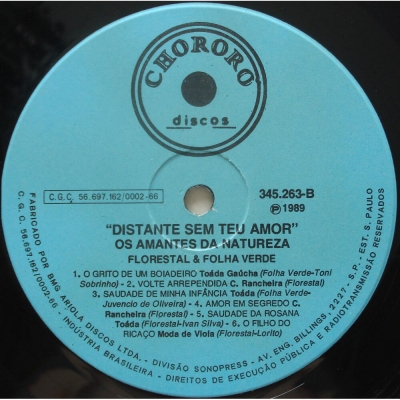 CHORORÓ
discos
C.G.C. 56.697.162/0002-66
345.263-B
Ⓟ1989
"DISTANTE SEM TEU AMOR"
OS AMANTES DA NATUREZA
FLORESTAL & FOLHA VERDE
1. O GRITO DE UM BOIADEIRO Toáda Gaúcha (Folha Verde-Toni
Sobrinho) - 2. VOLTE ARREPENDIDA C. Rancheira (Florestal)
3. SAUDADE DE MINHA INFÂNCIA Toáda (Folha Verde-
Juvencio de Oliveira) - 4. AMOR EM SEGREDO C.
Rancheira (Florestal) - 5. SAUDADE DA ROSANA
Toáda (Florestal-Ivan Silva) - 6. O FILHO DO
RICAÇO Moda de Viola (Florestal-Lorito)
FABRICADO POR BMG ARIOLA DISCOS LTDA. - DIVISÃO SONOPRESS - AV. ENG. BILLINGS, 2227 - S.P. - EST. S. PAULO
C. G. C. 56.697.162/0002-66 - INDÚSTRIA BRASILEIRA - DIREITOS DE EXECUÇÃO PÚBLICA E RADIOTRANSMISSÃO RESERVADOS